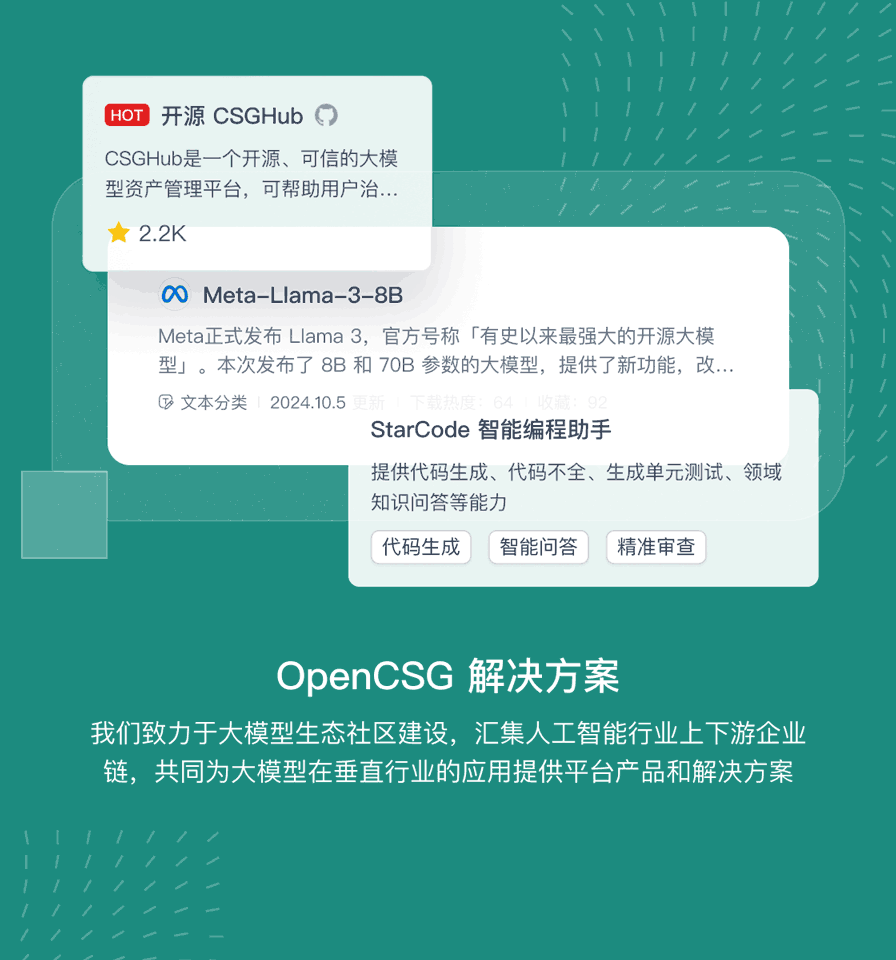 HOT 开源 CSGHub
CSGHub是一个开源、可信的大模
型资产管理平台，可帮助用户治...
2.2K
Meta-Llama-3-8B
Meta正式发布 Llama 3，官方号称「有史以来最强大的开源大模
型」。本次发布了 8B 和 70B 参数的大模型，提供了新功能，改...
文本分类 | 2024.10.5 更新 | 下载热度：64 | 收藏：92
StarCode 智能编程助手
提供代码生成、代码不全、生成单元测试、领域
知识问答等能力
代码生成 智能问答 精准审查
OpenCSG 解决方案
我们致力于大模型生态社区建设，汇集人工智能行业上下游企业
链，共同为大模型在垂直行业的应用提供平台产品和解决方案